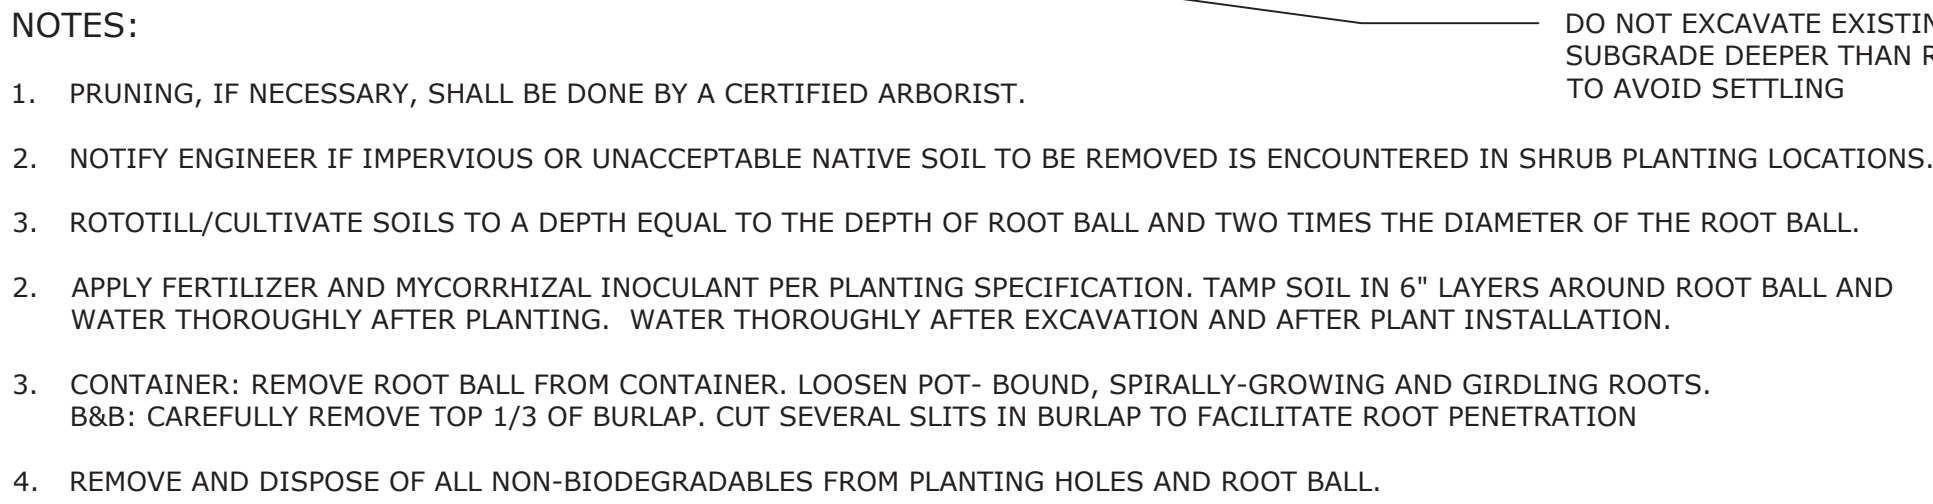 NOTES:
1. PRUNING, IF NECESSARY, SHALL BE DONE BY A CERTIFIED ARBORIST.
2. NOTIFY ENGINEER IF IMPERVIOUS OR UNACCEPTABLE NATIVE SOIL TO BE REMOVED IS ENCOUNTERED IN SHRUB PLANTING LOCATIONS.
3. ROTOTILL/CULTIVATE SOILS TO A DEPTH EQUAL TO THE DEPTH OF ROOT BALL AND TWO TIMES THE DIAMETER OF THE ROOT BALL.
2. APPLY FERTILIZER AND MYCORRHIZAL INOCULANT PER PLANTING SPECIFICATION. TAMP SOIL IN 6" LAYERS AROUND ROOT BALL AND
WATER THOROUGHLY AFTER PLANTING. WATER THOROUGHLY AFTER EXCAVATION AND AFTER PLANT INSTALLATION.
3. CONTAINER: REMOVE ROOT BALL FROM CONTAINER. LOOSEN POT- BOUND, SPIRALLY-GROWING AND GIRDLING ROOTS.
B&B: CAREFULLY REMOVE TOP 1/3 OF BURLAP. CUT SEVERAL SLITS IN BURLAP TO FACILITATE ROOT PENETRATION
4. REMOVE AND DISPOSE OF ALL NON-BIODEGRADABLES FROM PLANTING HOLES AND ROOT BALL.
DO NOT EXCAVATE
SUBGRADE DEEPER THAN
TO AVOID SETTLING